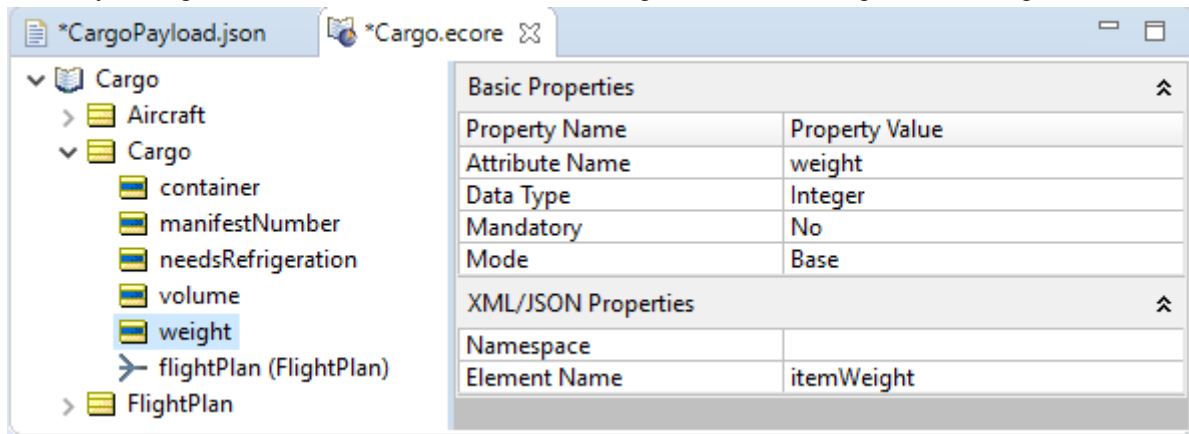 *CargoPayload.json
*Cargo.ecore
Cargo
Aircraft
Cargo
container
manifestNumber
needsRefrigeration
volume
weight
flightPlan (FlightPlan)
FlightPlan
Basic Properties
Property Name Property Value
Attribute Name weight
Data Type Integer
Mandatory No
Mode Base
XML/JSON Properties
Namespace
Element Name itemWeight